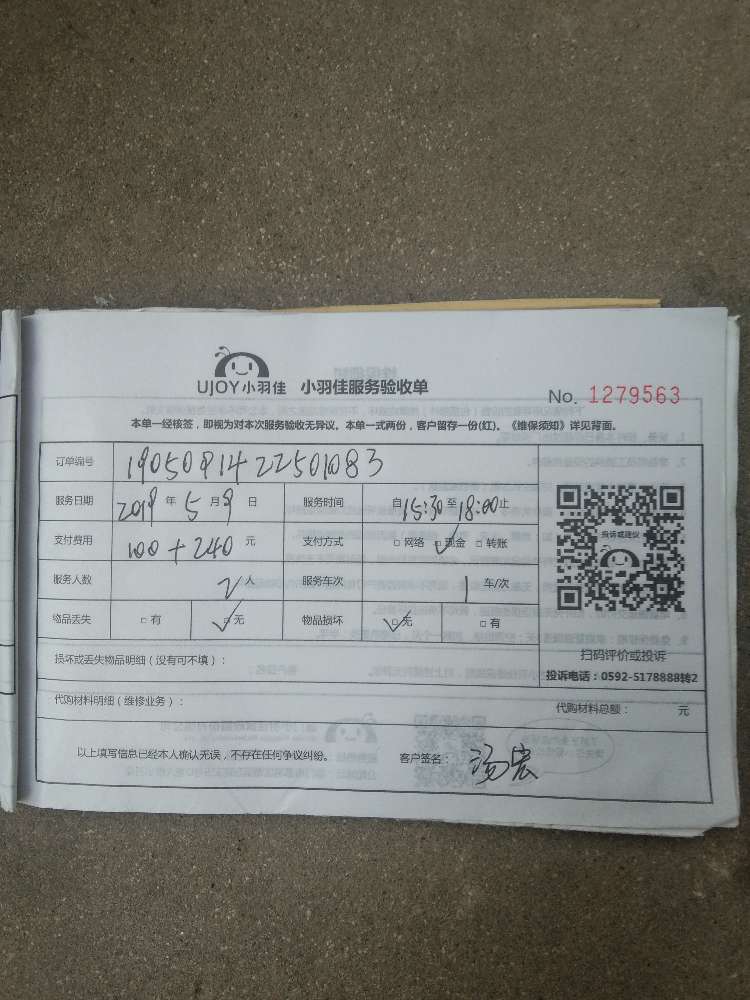 UJOY小羽佳 小羽佳服务验收单
No. 1279563
本单一经核签，即视为对本次服务验收无异议。本单一式两份，客户留存一份(红)。《维保须知》详见背面。
订单编号 1905091422501083
服务日期 2019 年 5 月 9 日 服务时间 自 15:30 至 18:00 止
支付费用 100 + 240 元 支付方式 □ 网络 □ 现金 □ 转账
服务人数 2 人 服务车次 1 车/次
物品丢失 □ 有 □ 无 物品损坏 □ 无 □ 有
投诉或建议
扫码评价或投诉
投诉电话：0592-5178888转2
损坏或丢失物品明细（没有可不填）：
代购材料明细（维修业务）： 代购材料总额： 元
以上填写信息已经本人确认无误，不存在任何争议纠纷。 客户签名： 汤宏